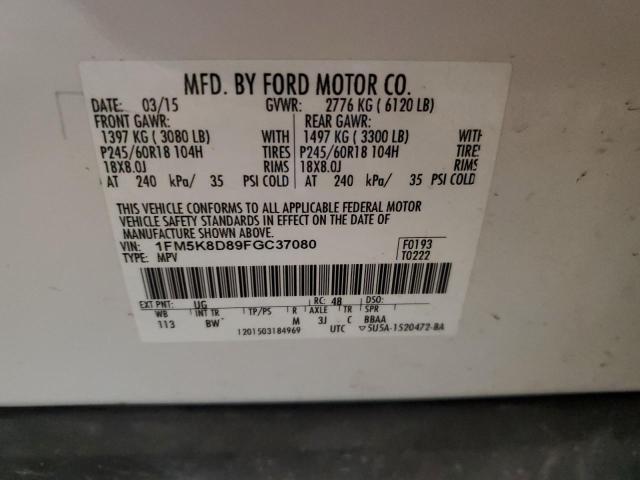 MFD. BY FORD MOTOR CO.
DATE: 03/15 GVWR: 2776 KG ( 6120 LB)
FRONT GAWR: REAR GAWR:
1397 KG ( 3080 LB) WITH 1497 KG ( 3300 LB) WITH
P245/60R18 104H TIRES P245/60R18 104H TIRES
18X8.0J RIMS 18X8.0J RIMS
AT 240 kPa/ 35 PSI COLD AT 240 kPa/ 35 PSI COLD
THIS VEHICLE CONFORMS TO ALL APPLICABLE FEDERAL MOTOR
VEHICLE SAFETY STANDARDS IN EFFECT ON THE DATE OF
MANUFACTURE SHOWN ABOVE.
VIN: 1FM5K8D89FGC37080 F0193
TYPE: MPV T0222
EXT PNT: UG RC: 48 DSO:
WB INT TR TP/PS R AXLE TR SPR
113 BW M 3J C BBAA
1201503184969 UTC 5U5A-1520472-BA